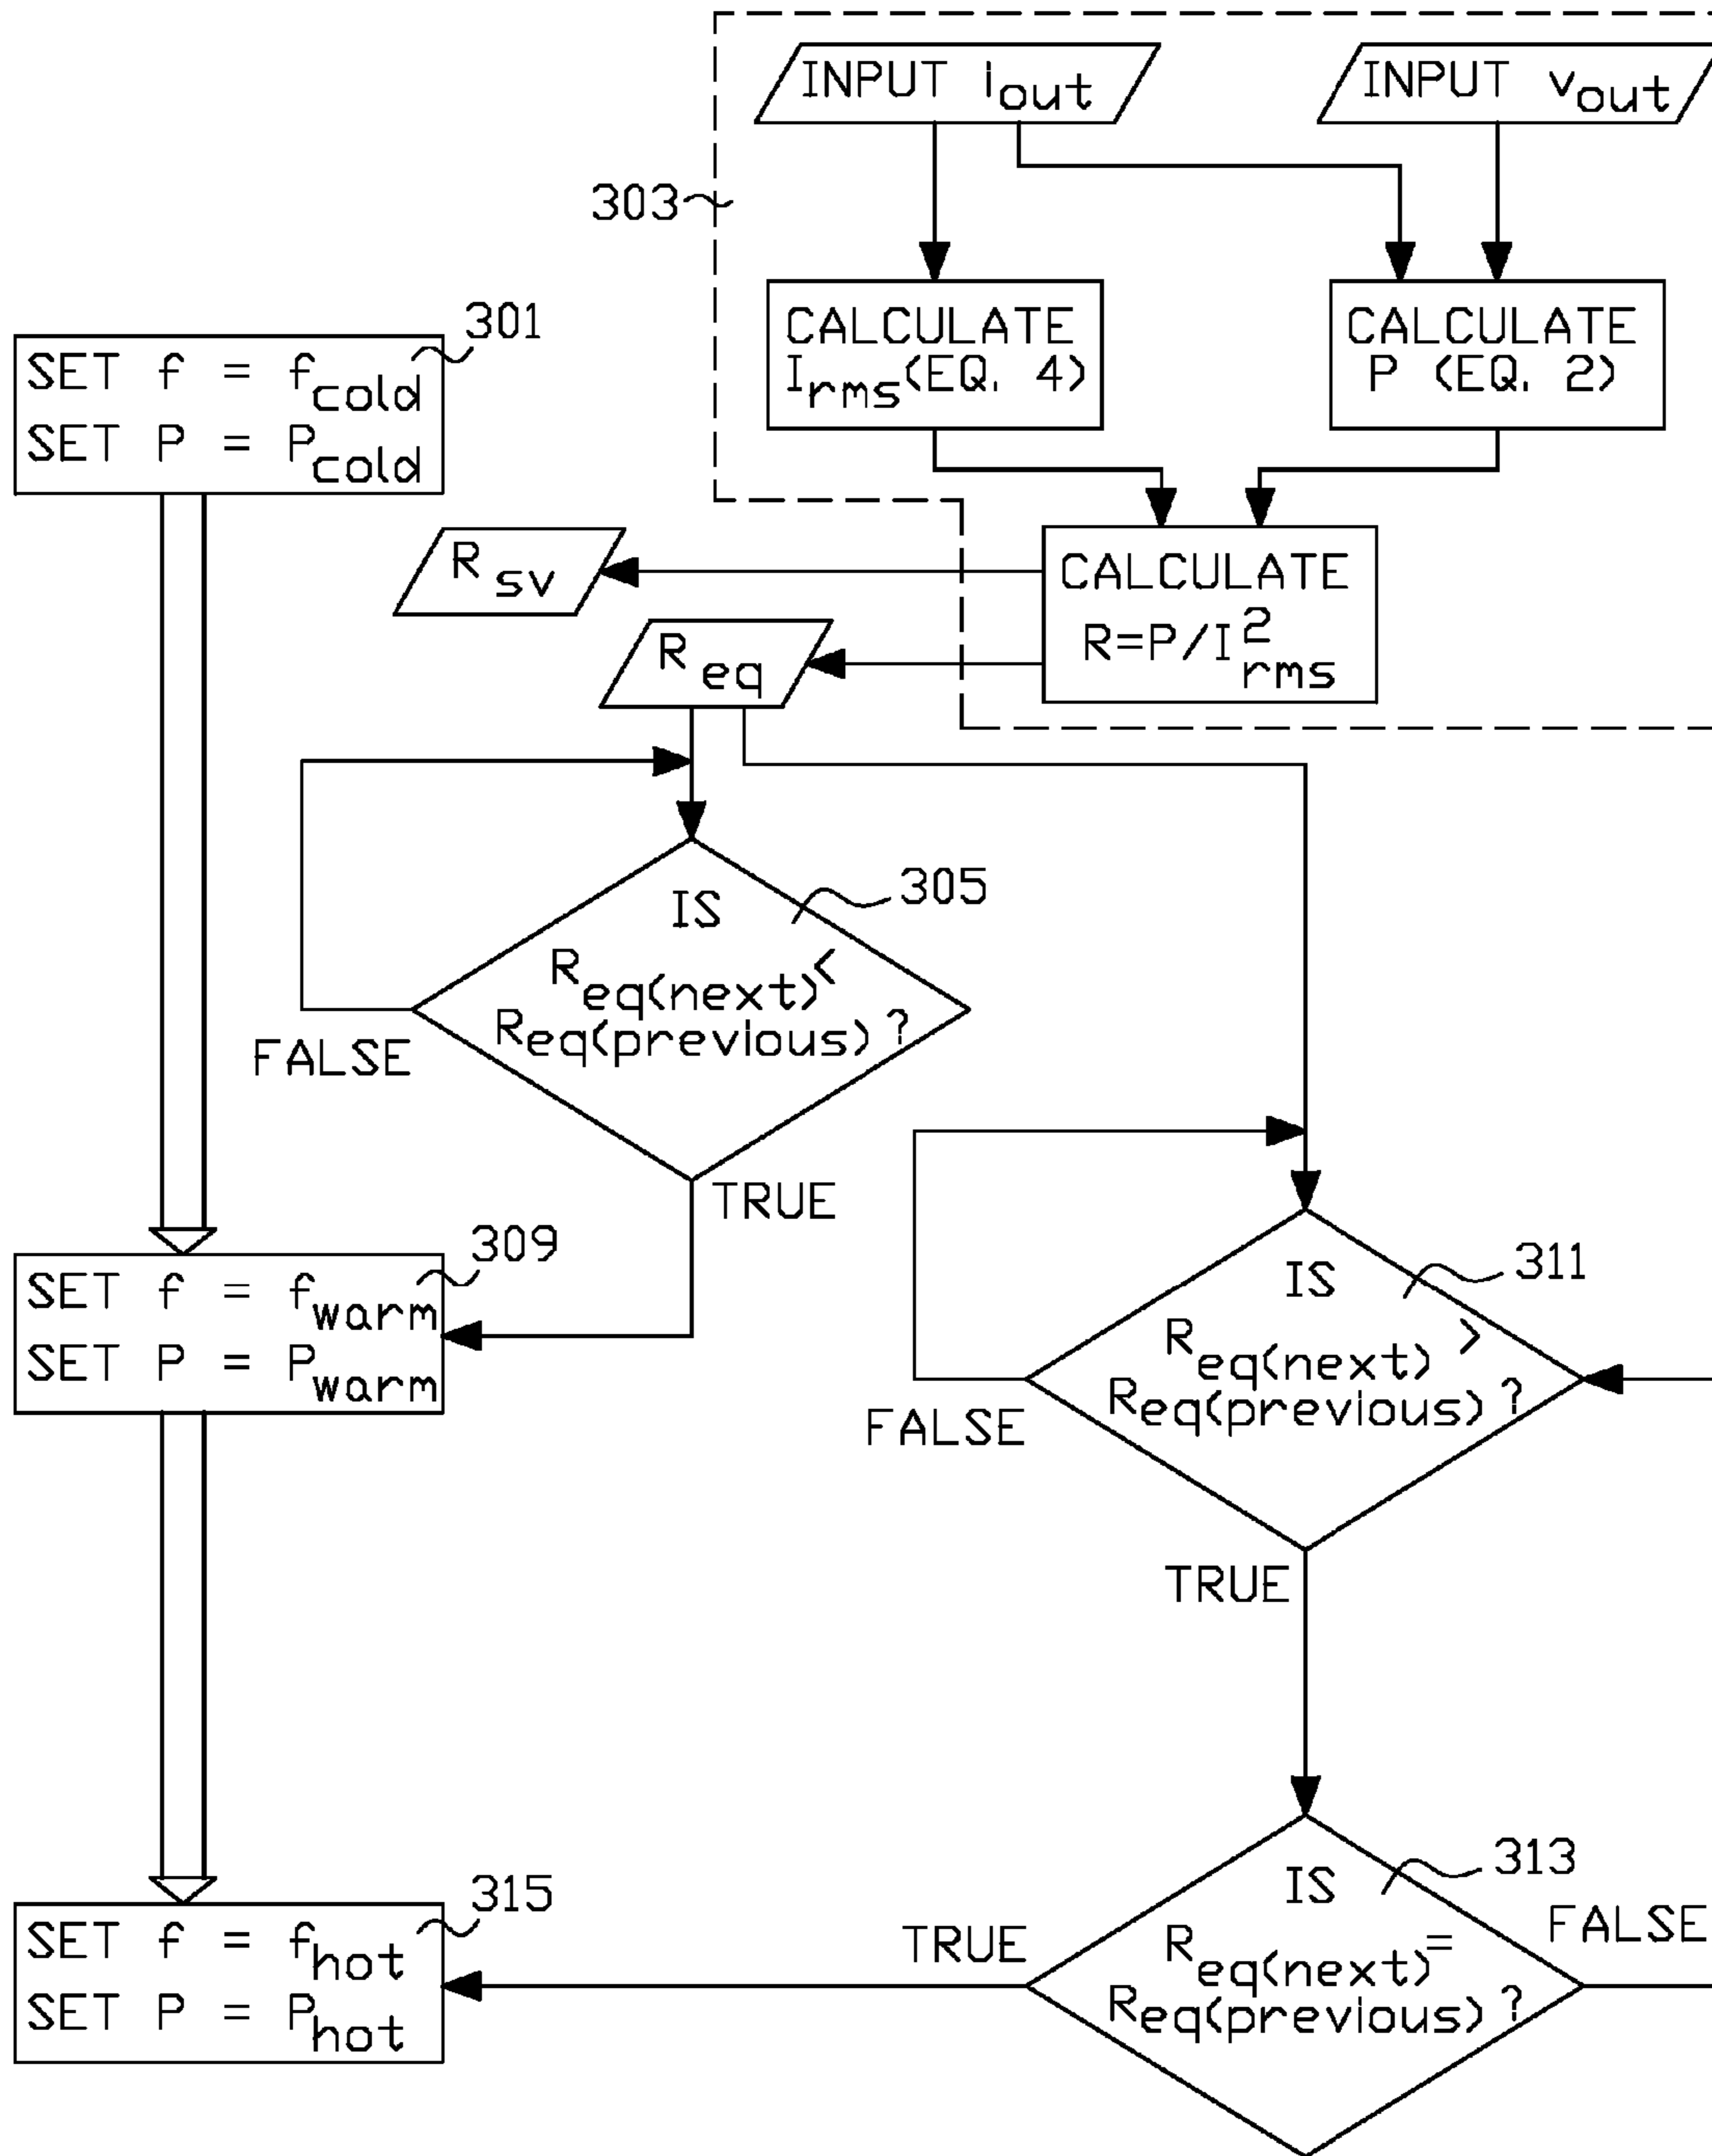 INPUT iout
INPUT vout
303
CALCULATE
Irms (EQ. 4)
CALCULATE
P (EQ. 2)
301
SET f = fcold
SET P = Pcold
Rsv
CALCULATE
R=P/I²rms
Req
305
IS
Req(next)<
Req(previous) ?
FALSE
TRUE
309
SET f = fwarm
SET P = Pwarm
311
IS
Req(next) >
Req(previous) ?
FALSE
TRUE
313
IS
Req(next)=
Req(previous) ?
TRUE
FALSE
315
SET f = fhot
SET P = Phot